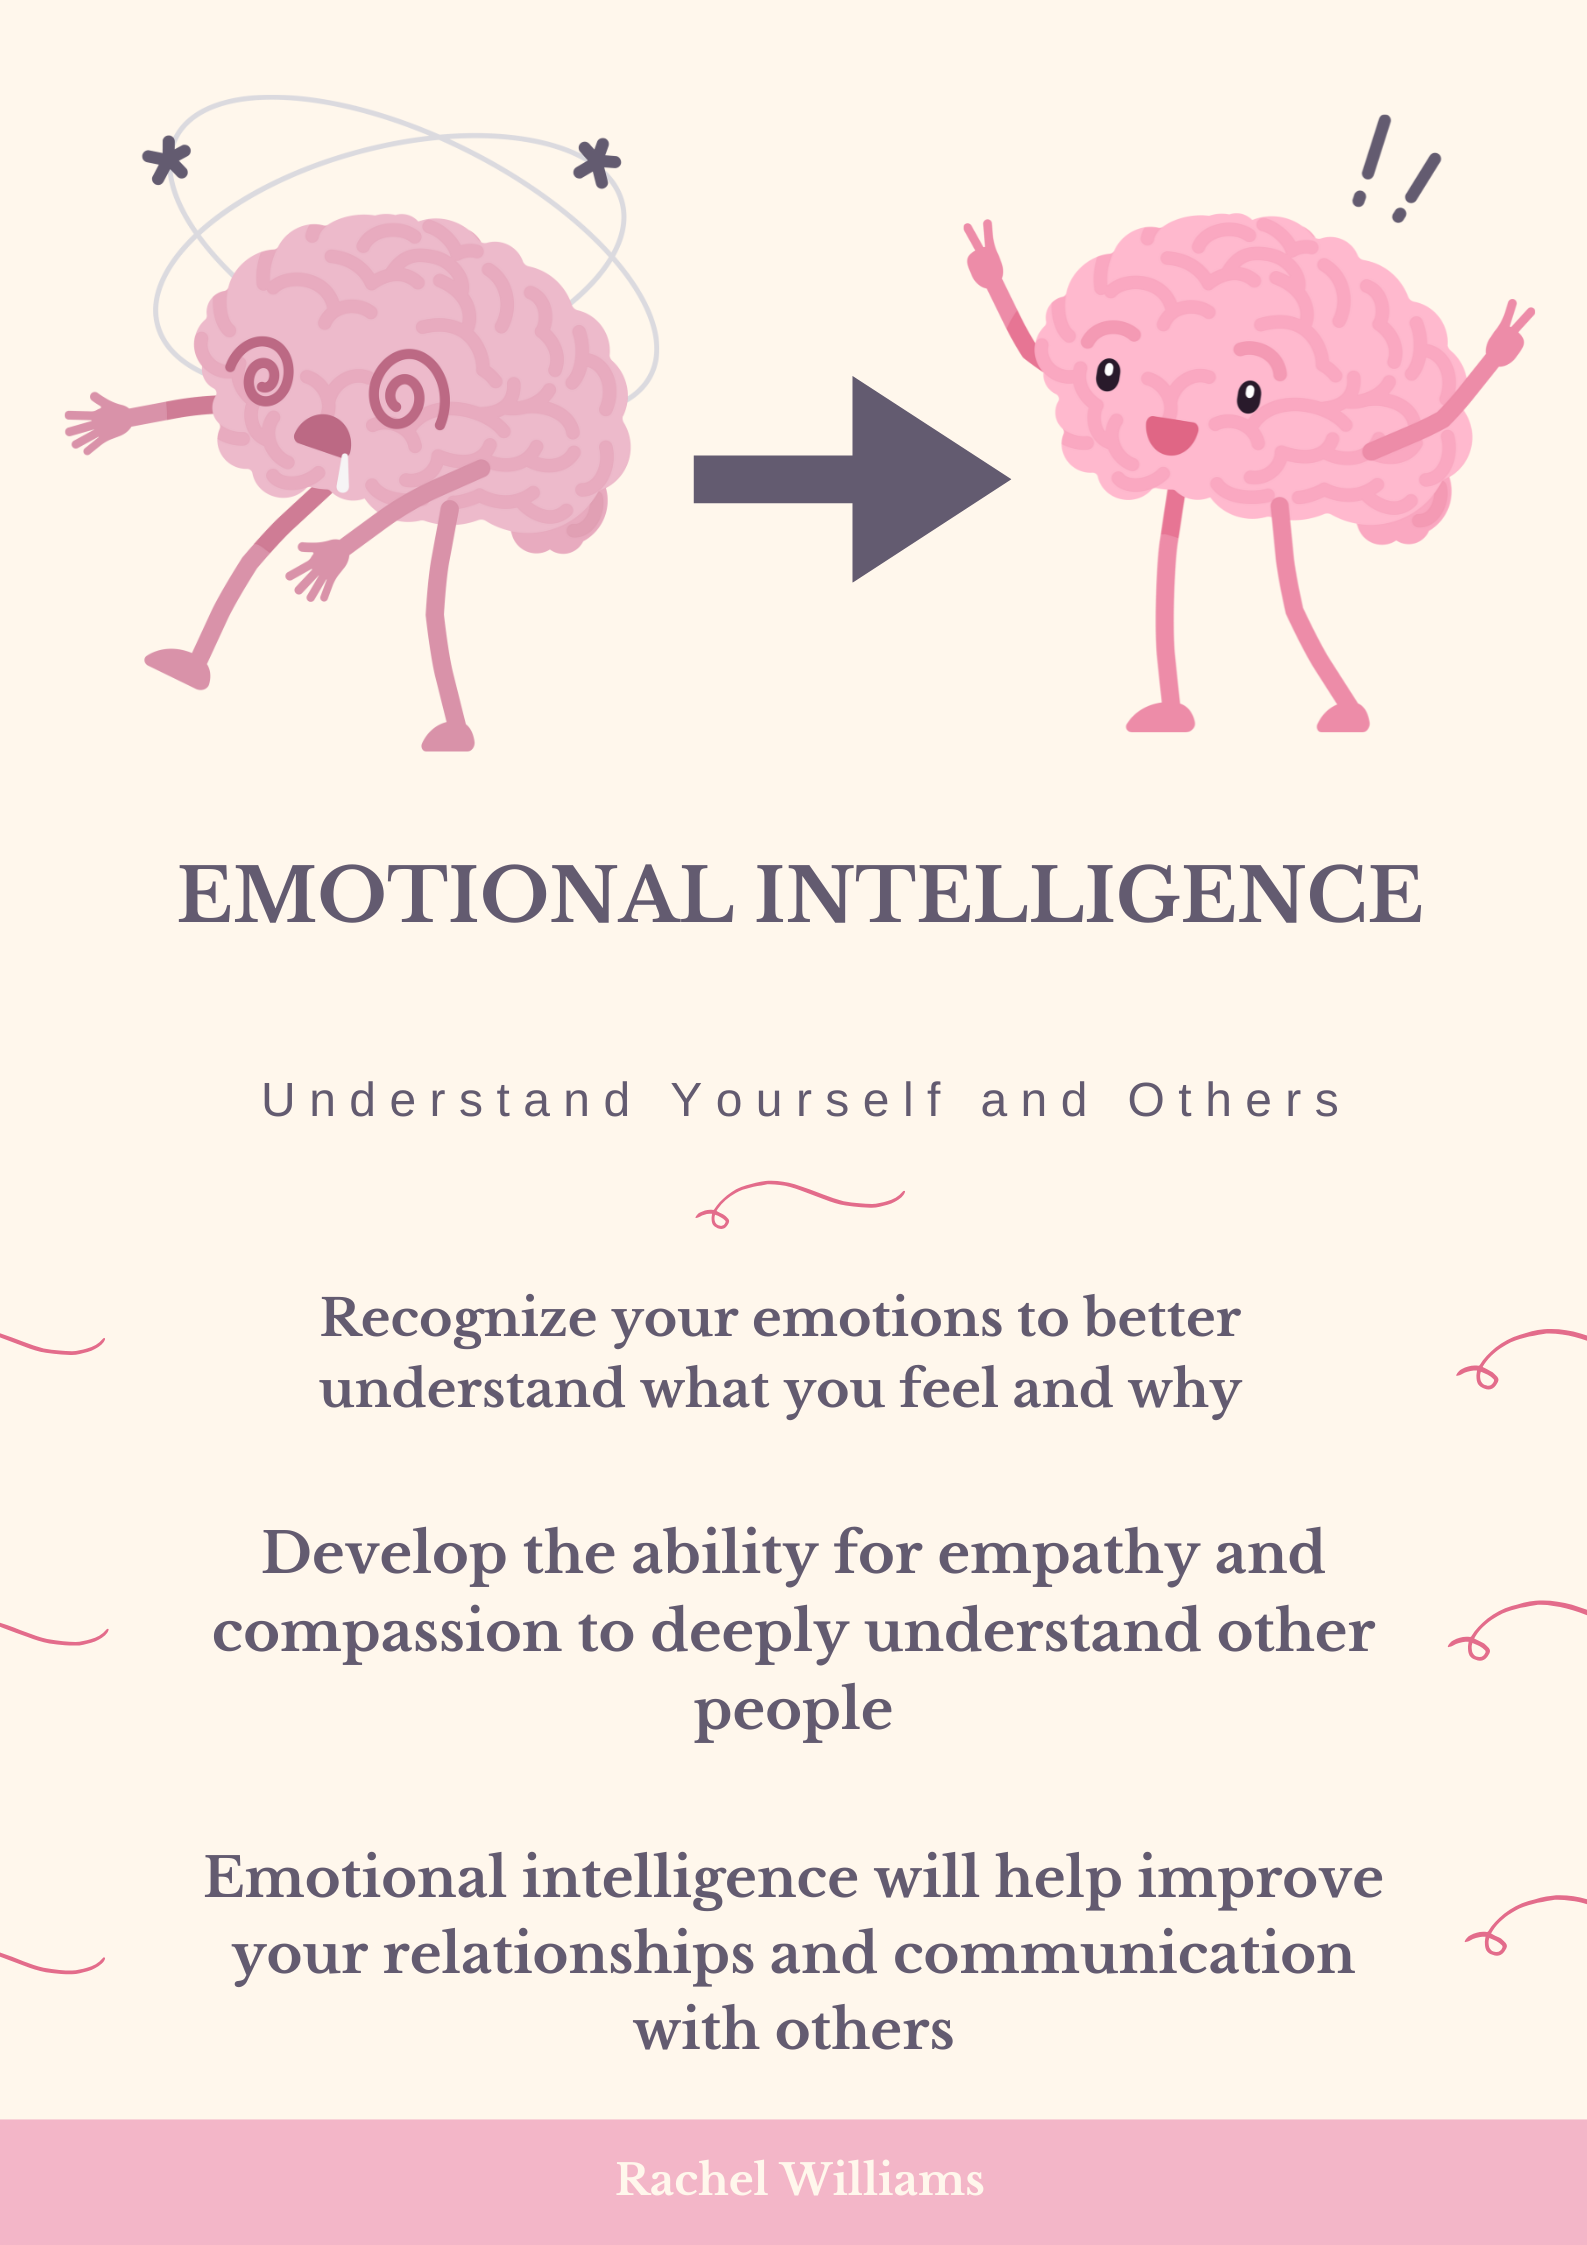 EMOTIONAL INTELLIGENCE
Understand Yourself and Others
Recognize your emotions to better
understand what you feel and why
Develop the ability for empathy and
compassion to deeply understand other
people
Emotional intelligence will help improve
your relationships and communication
with others
Rachel Williams